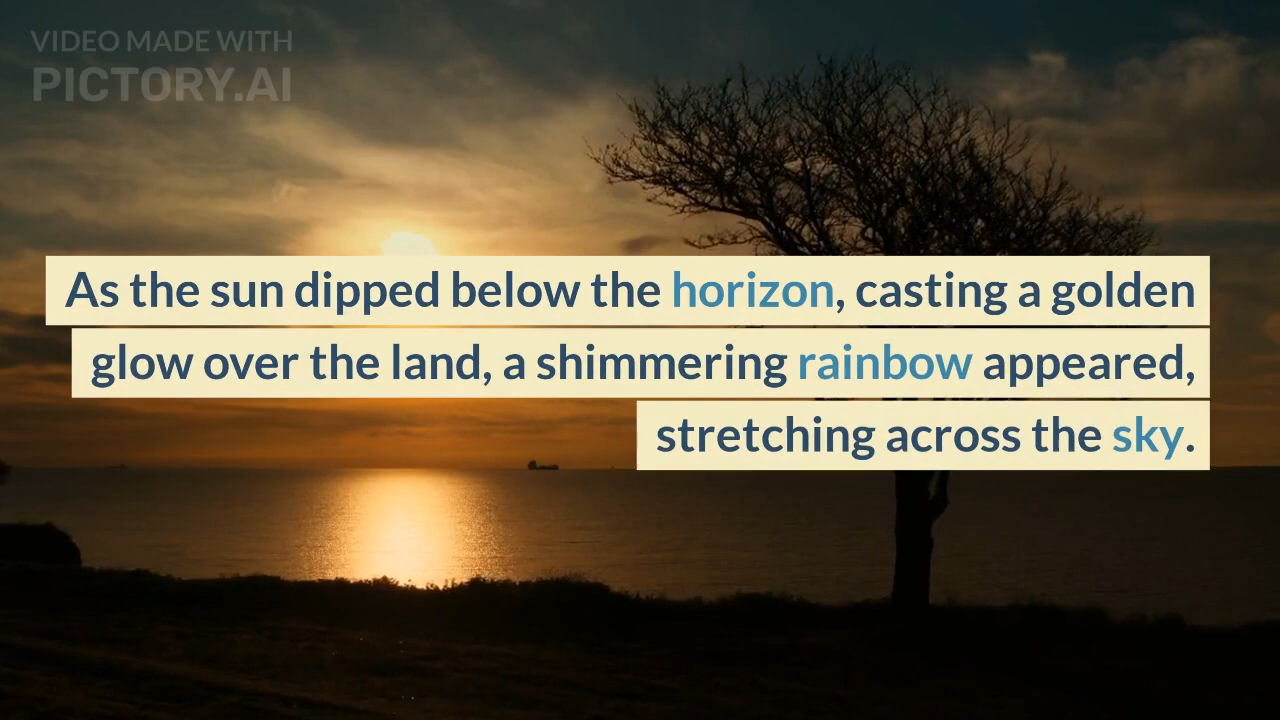 VIDEO MADE WITH
PICTORY.AI
As the sun dipped below the horizon, casting a golden
glow over the land, a shimmering rainbow appeared,
stretching across the sky.